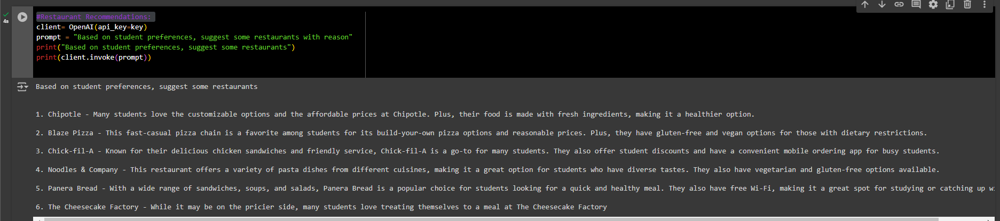 #Restaurant Recommendations:
4s
client= OpenAI(api_key=key)
prompt = "Based on student preferences, suggest some restaurants with reason"
print("Based on student preferences, suggest some restaurants")
print(client.invoke(prompt))
Based on student preferences, suggest some restaurants
1. Chipotle - Many students love the customizable options and the affordable prices at Chipotle. Plus, their food is made with fresh ingredients, making it a healthier option.
2. Blaze Pizza - This fast-casual pizza chain is a favorite among students for its build-your-own pizza options and reasonable prices. Plus, they have gluten-free and vegan options for those with dietary restrictions.
3. Chick-fil-A - Known for their delicious chicken sandwiches and friendly service, Chick-fil-A is a go-to for many students. They also offer student discounts and have a convenient mobile ordering app for busy students.
4. Noodles & Company - This restaurant offers a variety of pasta dishes from different cuisines, making it a great option for students who have diverse tastes. They also have vegetarian and gluten-free options available.
5. Panera Bread - With a wide range of sandwiches, soups, and salads, Panera Bread is a popular choice for students looking for a quick and healthy meal. They also have free Wi-Fi, making it a great spot for studying or catching up
6. The Cheesecake Factory - While it may be on the pricier side, many students love treating themselves to a meal at The Cheesecake Factory